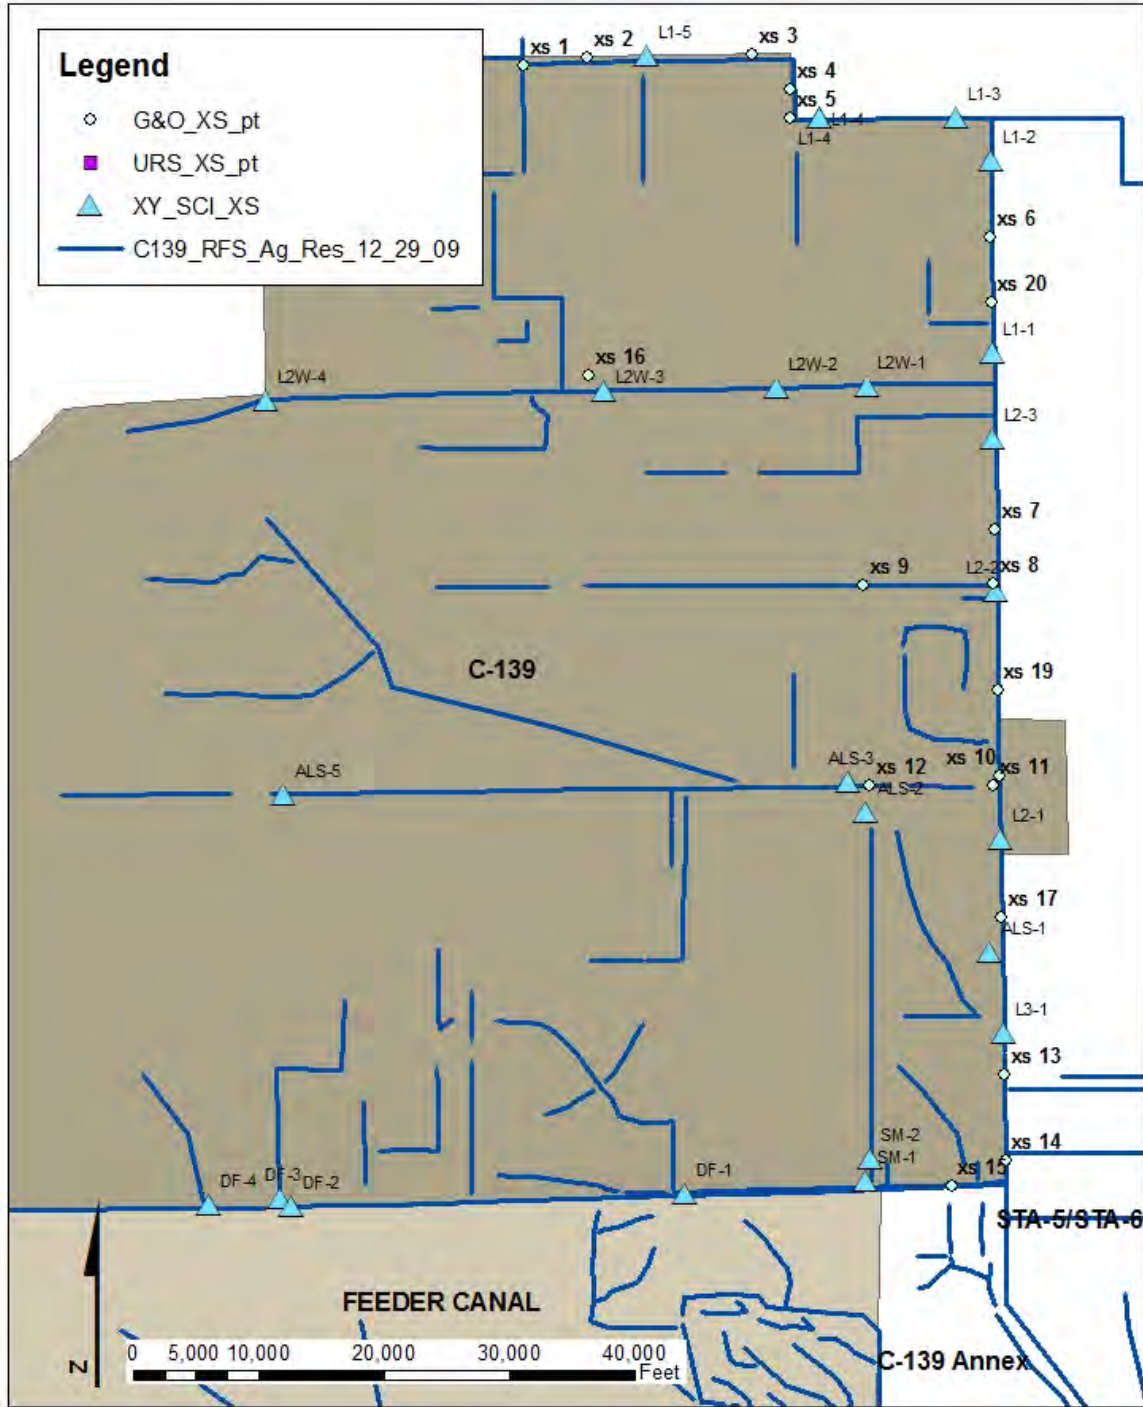 Legend
G&O_XS_pt
URS_XS_pt
XY_SCI_XS
C139_RFS_Ag_Res_12_29_09
xs 1
xs 2
L1-5
xs 3
xs 4
xs 5
L1-4
L1-4
L1-3
L1-2
xs 6
xs 20
L1-1
xs 16
L2W-4
L2W-3
L2W-2
L2W-1
L2-3
xs 7
L2-2
xs 8
xs 9
C-139
xs 19
ALS-5
ALS-3
xs 12
ALS-2
xs 10
xs 11
L2-1
xs 17
ALS-1
L3-1
xs 13
xs 14
SM-2
SM-1
xs 15
DF-4
DF-3
DF-2
DF-1
STA-5/STA-6
FEEDER CANAL
C-139 Annex
N
0 5,000 10,000 20,000 30,000 40,000
Feet